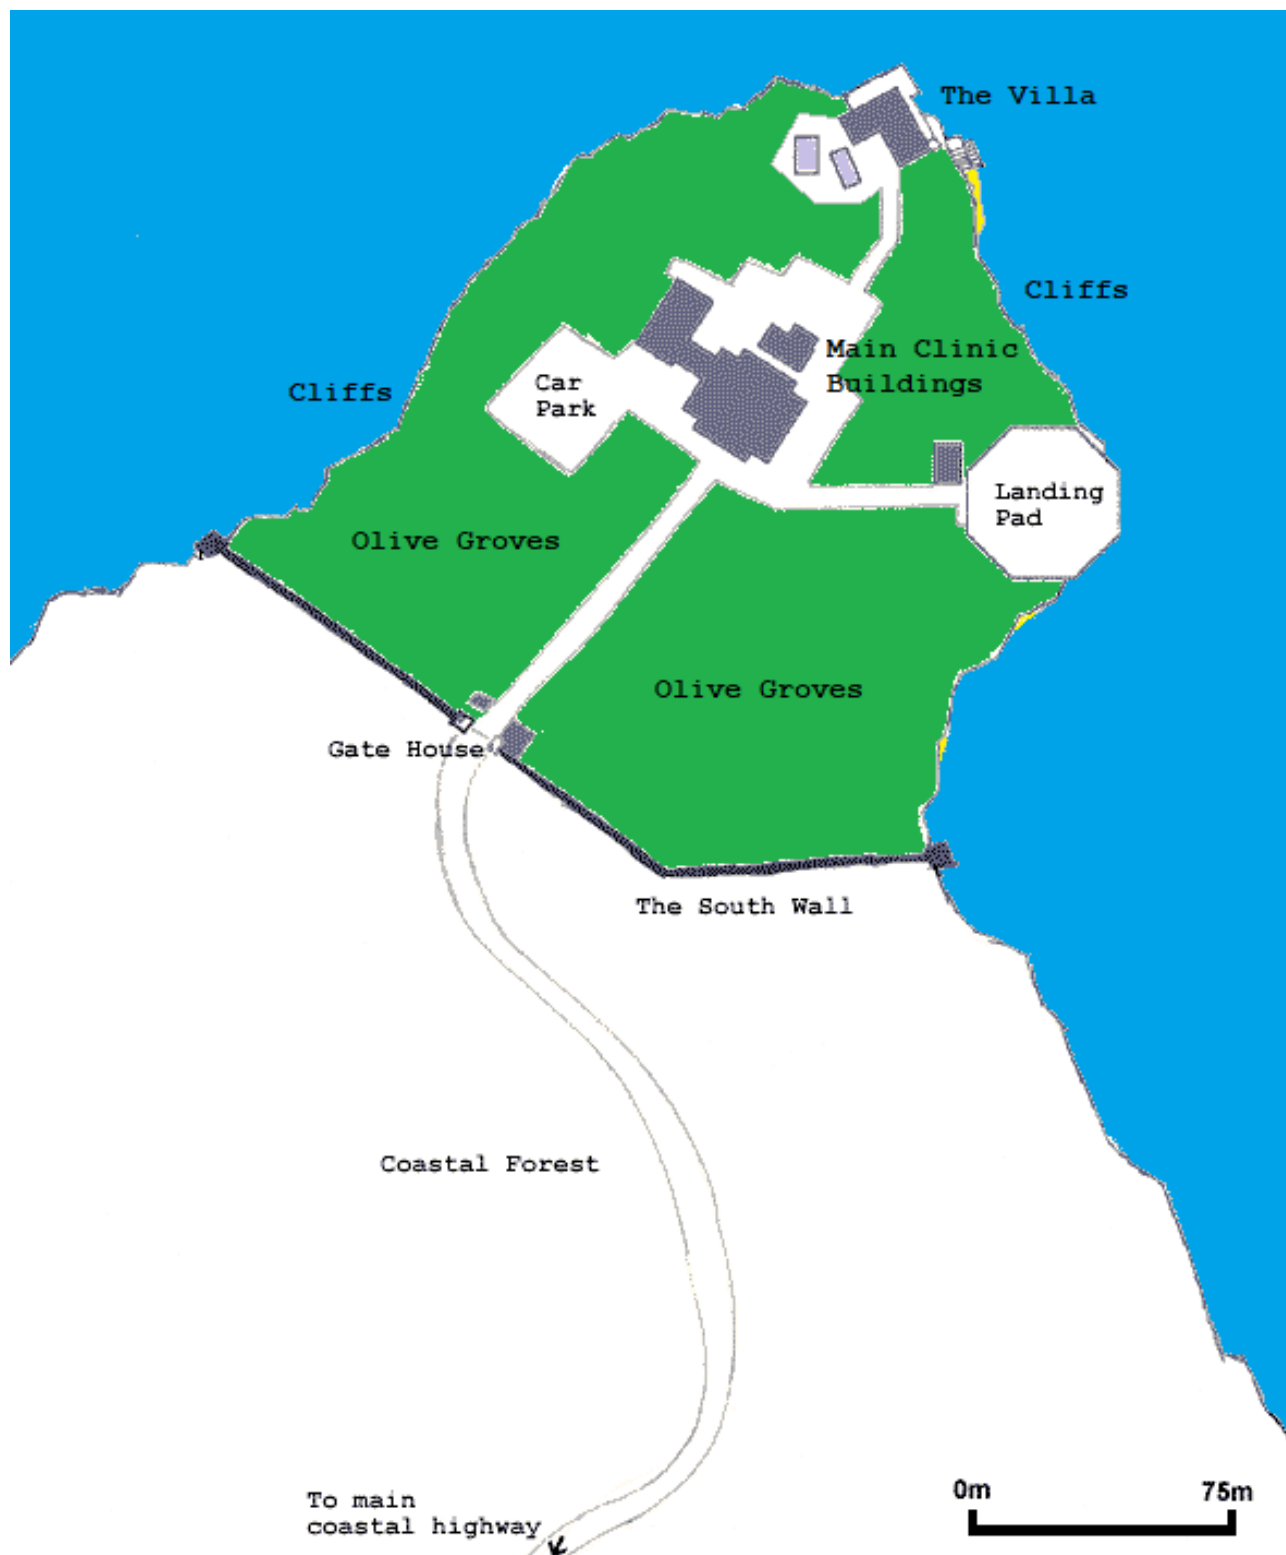 The Villa
Cliffs
Main Clinic
Buildings
Cliffs
Car
Park
Landing
Pad
Olive Groves
Olive Groves
Gate House
The South Wall
Coastal Forest
0m
75m
To main
coastal highway